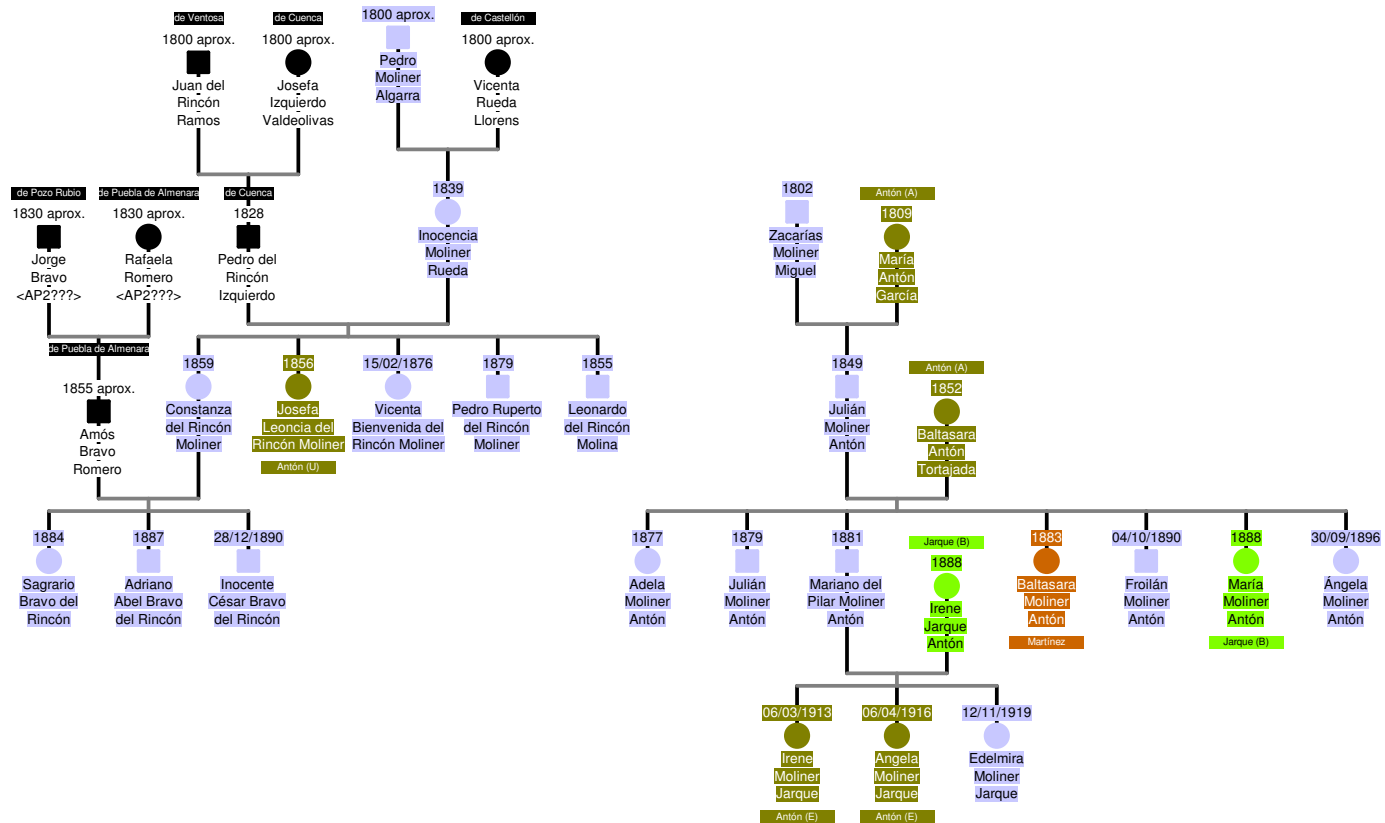 de Ventosa
1800 aprox.
Juan del
Rincón
Ramos
de Cuenca
1800 aprox.
Josefa
Izquierdo
Valdeolivas
1800 aprox.
Pedro
Moliner
Algarra
de Castellón
1800 aprox.
Vicenta
Rueda
Llorens
de Pozo Rubio
1830 aprox.
Jorge
Bravo
<AP2???>
de Puebla de Almenara
1830 aprox.
Rafaela
Romero
<AP2???>
de Cuenca
1828
Pedro del
Rincón
Izquierdo
1839
Inocencia
Moliner
Rueda
1802
Zacarías
Moliner
Miguel
Antón (A)
1809
María
Antón
García
de Puebla de Almenara
1855 aprox.
Amós
Bravo
Romero
1859
Constanza
del Rincón
Moliner
1856
Josefa
Leoncia del
Rincón Moliner
Antón (U)
15/02/1876
Vicenta
Bienvenida del
Rincón Moliner
1879
Pedro Ruperto
del Rincón
Moliner
1855
Leonardo
del Rincón
Molina
1849
Julián
Moliner
Antón
Antón (A)
1852
Baltasara
Antón
Tortajada
1884
Sagrario
Bravo del
Rincón
1887
Adriano
Abel Bravo
del Rincón
28/12/1890
Inocente
César Bravo
del Rincón
1877
Adela
Moliner
Antón
1879
Julián
Moliner
Antón
1881
Mariano del
Pilar Moliner
Antón
Jarque (B)
1888
Irene
Jarque
Antón
1883
Baltasara
Moliner
Antón
Martínez
04/10/1890
Froilán
Moliner
Antón
1888
María
Moliner
Antón
Jarque (B)
30/09/1896
Ángela
Moliner
Antón
06/03/1913
Irene
Moliner
Jarque
Antón (E)
06/04/1916
Angela
Moliner
Jarque
Antón (E)
12/11/1919
Edelmira
Moliner
Jarque